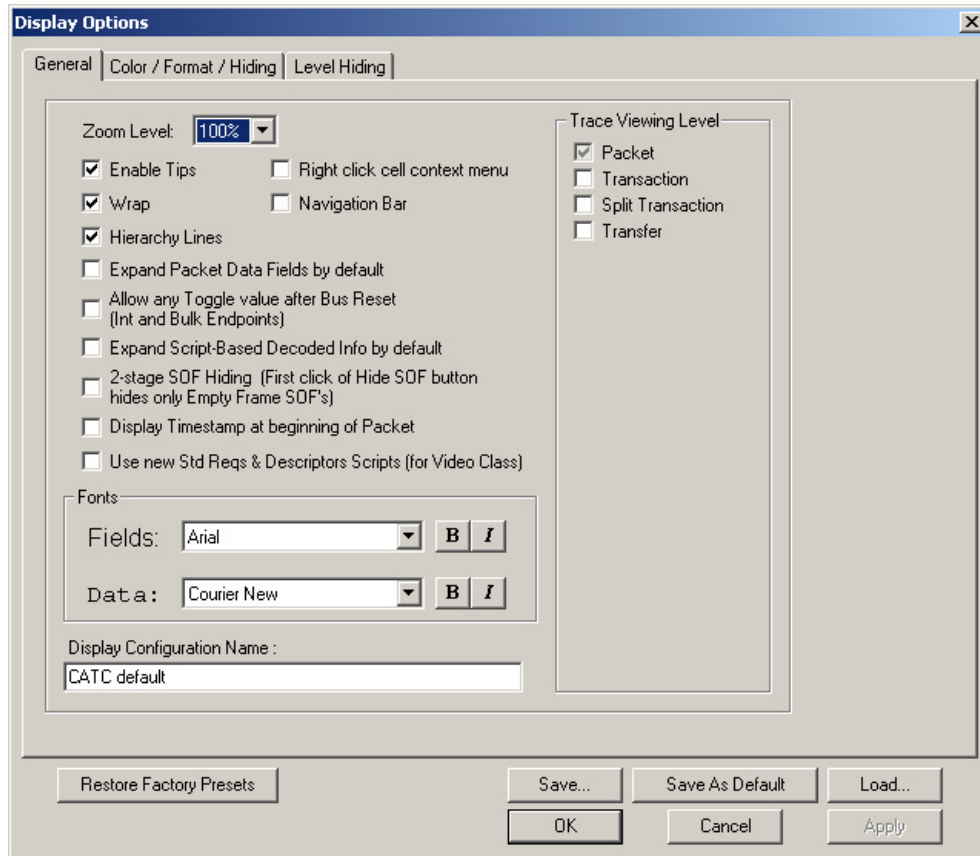 Display Options
General
Color / Format / Hiding
Level Hiding
Zoom Level: 100%
Enable Tips
Right click cell context menu
Wrap
Navigation Bar
Hierarchy Lines
Expand Packet Data Fields by default
Allow any Toggle value after Bus Reset
(Int and Bulk Endpoints)
Expand Script-Based Decoded Info by default
2-stage SOF Hiding (First click of Hide SOF button
hides only Empty Frame SOF's)
Display Timestamp at beginning of Packet
Use new Std Reqs & Descriptors Scripts (for Video Class)
Fonts
Fields: Arial B I
Data: Courier New B I
Display Configuration Name :
CATC default
Trace Viewing Level
Packet
Transaction
Split Transaction
Transfer
Restore Factory Presets
Save...
Save As Default
Load...
OK
Cancel
Apply